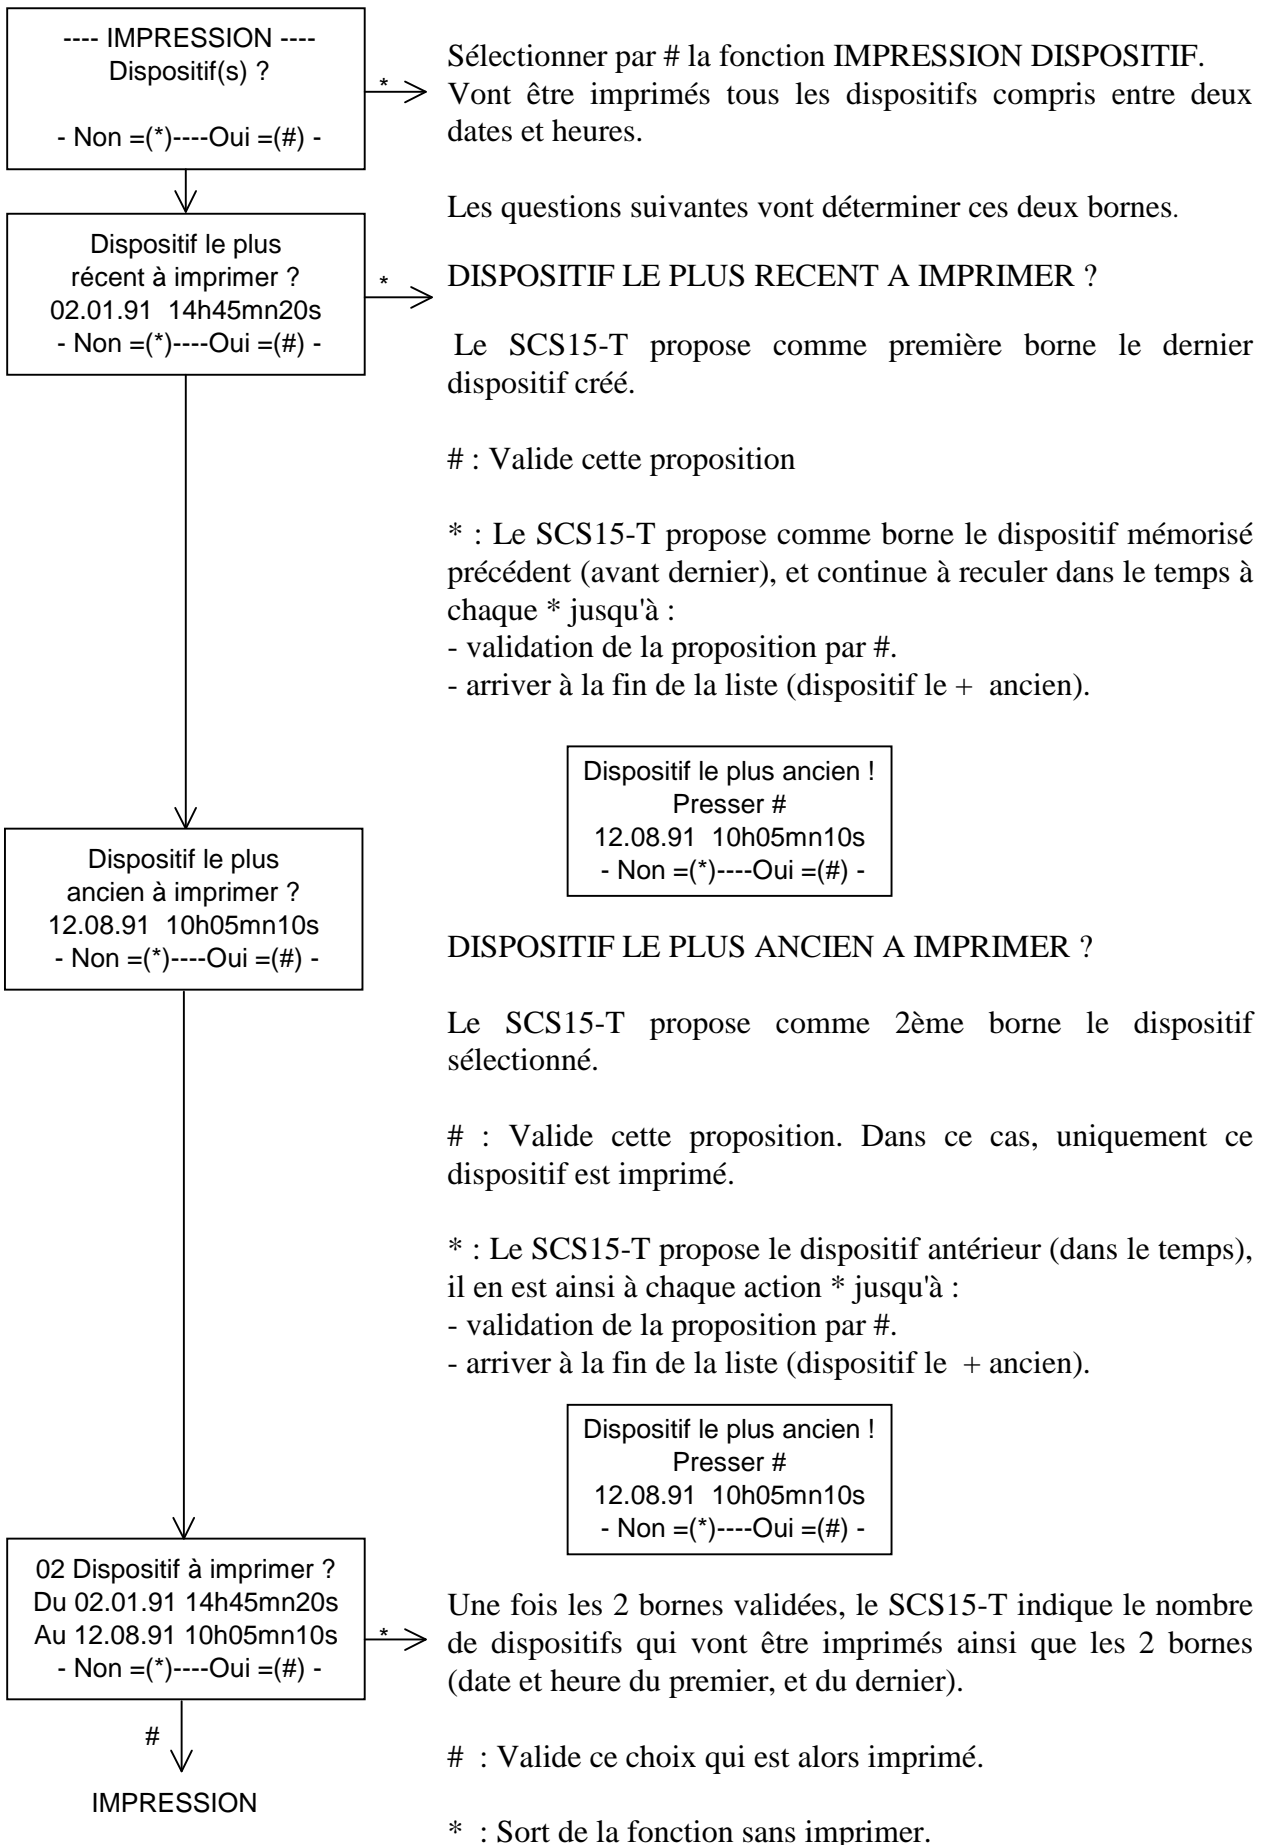 ---- IMPRESSION ----
Dispositif(s) ?
- Non =(*)----Oui =(#) -
*
Sélectionner par # la fonction IMPRESSION DISPOSITIF.
Vont être imprimés tous les dispositifs compris entre deux
dates et heures.
Les questions suivantes vont déterminer ces deux bornes.
Dispositif le plus
récent à imprimer ?
02.01.91 14h45mn20s
- Non =(*)----Oui =(#) -
*
DISPOSITIF LE PLUS RECENT A IMPRIMER ?
Le SCS15-T propose comme première borne le dernier
dispositif créé.
# : Valide cette proposition
* : Le SCS15-T propose comme borne le dispositif mémorisé
précédent (avant dernier), et continue à reculer dans le temps à
chaque * jusqu'à :
- validation de la proposition par #.
- arriver à la fin de la liste (dispositif le + ancien).
Dispositif le plus ancien !
Presser #
12.08.91 10h05mn10s
- Non =(*)----Oui =(#) -
Dispositif le plus
ancien à imprimer ?
12.08.91 10h05mn10s
- Non =(*)----Oui =(#) -
DISPOSITIF LE PLUS ANCIEN A IMPRIMER ?
Le SCS15-T propose comme 2ème borne le dispositif
sélectionné.
# : Valide cette proposition. Dans ce cas, uniquement ce
dispositif est imprimé.
* : Le SCS15-T propose le dispositif antérieur (dans le temps),
il en est ainsi à chaque action * jusqu'à :
- validation de la proposition par #.
- arriver à la fin de la liste (dispositif le + ancien).
Dispositif le plus ancien !
Presser #
12.08.91 10h05mn10s
- Non =(*)----Oui =(#) -
02 Dispositif à imprimer ?
Du 02.01.91 14h45mn20s
Au 12.08.91 10h05mn10s
- Non =(*)----Oui =(#) -
*
Une fois les 2 bornes validées, le SCS15-T indique le nombre
de dispositifs qui vont être imprimés ainsi que les 2 bornes
(date et heure du premier, et du dernier).
#
IMPRESSION
# : Valide ce choix qui est alors imprimé.
* : Sort de la fonction sans imprimer.